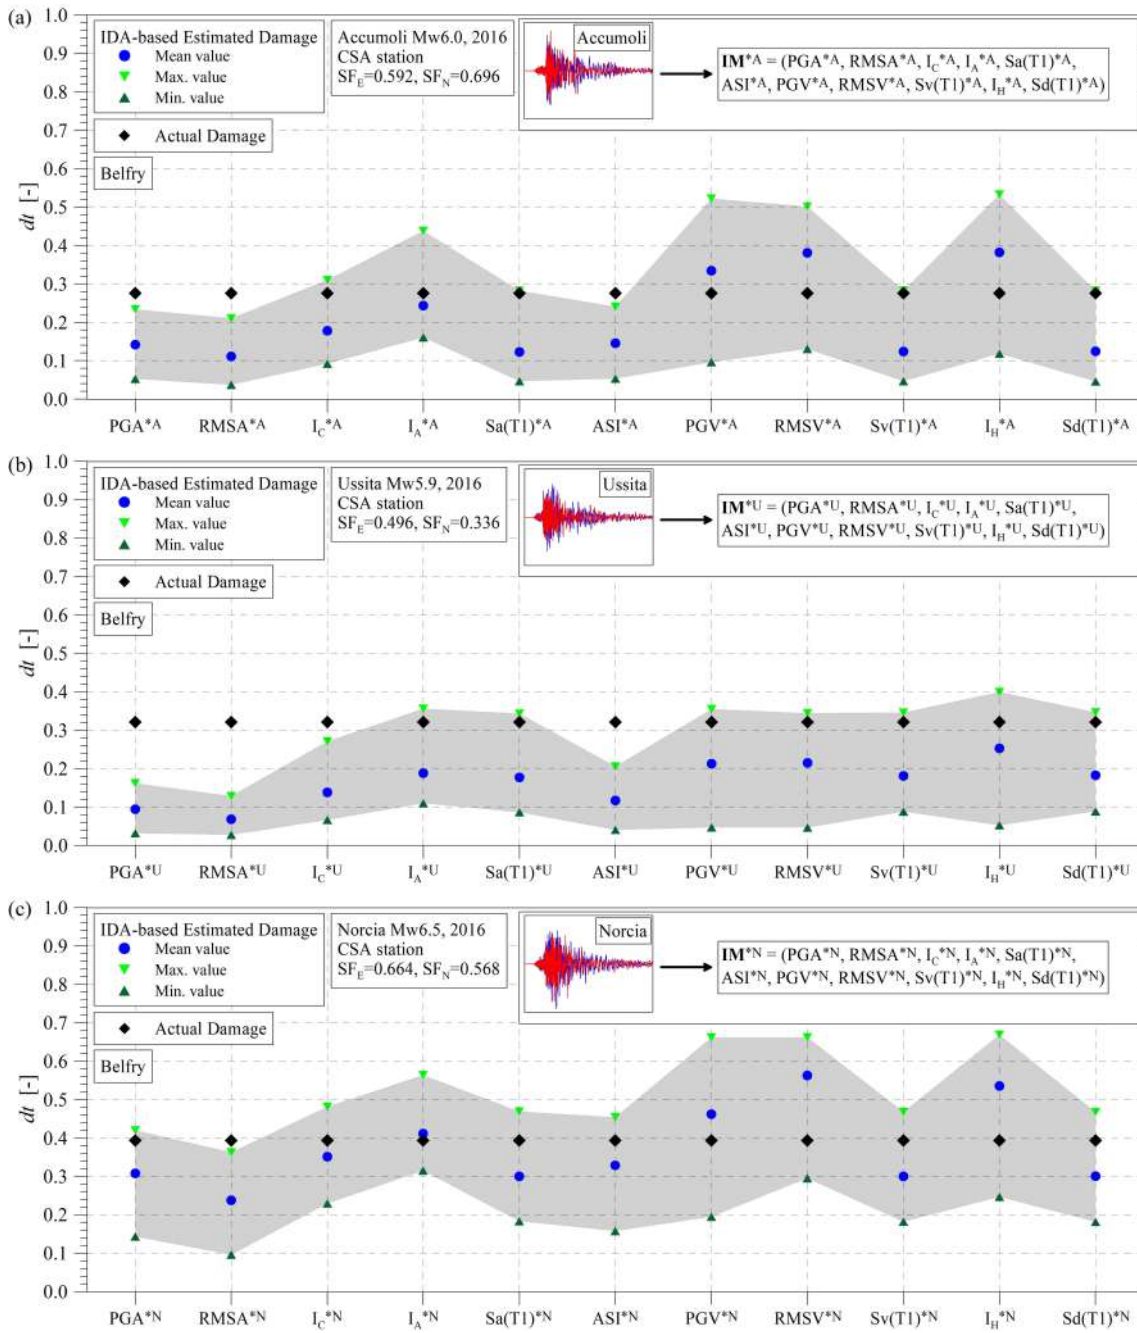 (a)
IDA-based Estimated Damage
Mean value
Max. value
Min. value
Actual Damage
Belfry
Accumoli Mw6.0, 2016
CSA station
SF_E=0.592, SF_N=0.696
Accumoli
IM*A = (PGA*A, RMSA*A, I_C*A, I_A*A, Sa(T1)*A,
ASI*A, PGV*A, RMSV*A, Sv(T1)*A, I_H*A, Sd(T1)*A)
dt [-]
1.0
0.9
0.8
0.7
0.6
0.5
0.4
0.3
0.2
0.1
0.0
PGA*A RMSA*A I_C*A I_A*A Sa(T1)*A ASI*A PGV*A RMSV*A Sv(T1)*A I_H*A Sd(T1)*A
(b)
IDA-based Estimated Damage
Mean value
Max. value
Min. value
Actual Damage
Belfry
Ussita Mw5.9, 2016
CSA station
SF_E=0.496, SF_N=0.336
Ussita
IM*U = (PGA*U, RMSA*U, I_C*U, I_A*U, Sa(T1)*U,
ASI*U, PGV*U, RMSV*U, Sv(T1)*U, I_H*U, Sd(T1)*U)
dt [-]
1.0
0.9
0.8
0.7
0.6
0.5
0.4
0.3
0.2
0.1
0.0
PGA*U RMSA*U I_C*U I_A*U Sa(T1)*U ASI*U PGV*U RMSV*U Sv(T1)*U I_H*U Sd(T1)*U
(c)
IDA-based Estimated Damage
Mean value
Max. value
Min. value
Actual Damage
Belfry
Norcia Mw6.5, 2016
CSA station
SF_E=0.664, SF_N=0.568
Norcia
IM*N = (PGA*N, RMSA*N, I_C*N, I_A*N, Sa(T1)*N,
ASI*N, PGV*N, RMSV*N, Sv(T1)*N, I_H*N, Sd(T1)*N)
dt [-]
1.0
0.9
0.8
0.7
0.6
0.5
0.4
0.3
0.2
0.1
0.0
PGA*N RMSA*N I_C*N I_A*N Sa(T1)*N ASI*N PGV*N RMSV*N Sv(T1)*N I_H*N Sd(T1)*N